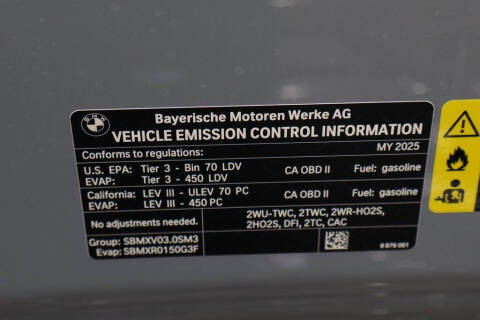 BMW
Bayerische Motoren Werke AG
VEHICLE EMISSION CONTROL INFORMATION
Conforms to regulations: MY 2025
U.S. EPA: Tier 3 - Bin 70 LDV CA OBD II Fuel: gasoline
EVAP: Tier 3 - 450 LDV
California: LEV III - ULEV 70 PC CA OBD II Fuel: gasoline
EVAP: LEV III - 450 PC
No adjustments needed. 2WU-TWC, 2TWC, 2WR-HO2S,
2HO2S, DFI, 2TC, CAC
Group: SBMXV03.0SM3
Evap: SBMXR0150G3F